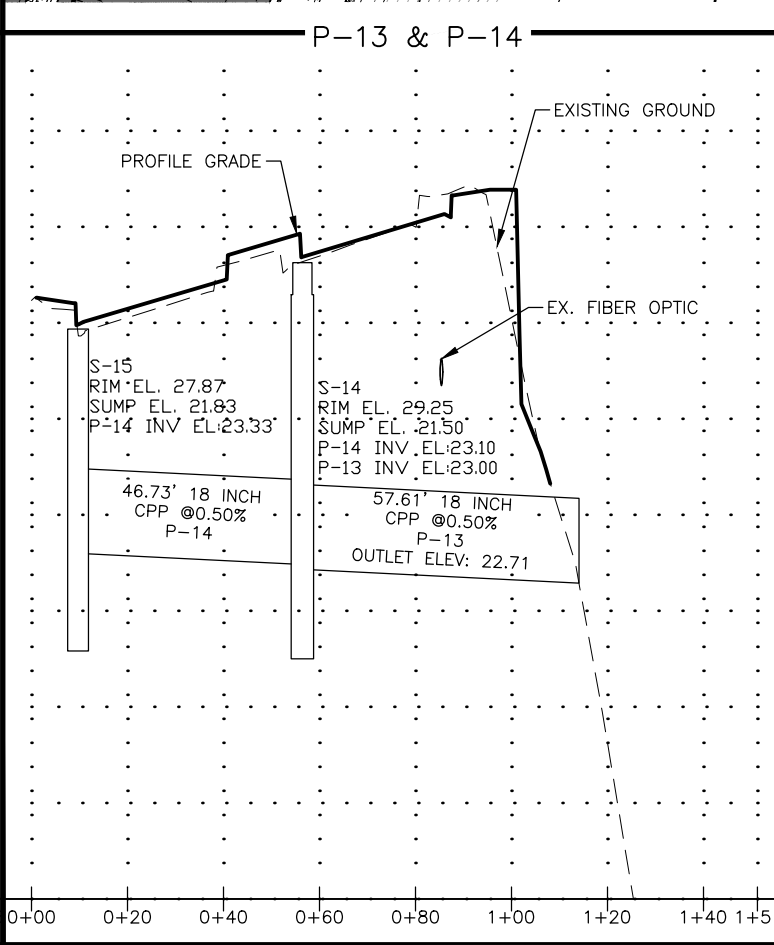 P-13 & P-14
EXISTING GROUND
PROFILE GRADE
EX. FIBER OPTIC
S-15
RIM EL. 27.87
SUMP EL. 21.83
P-14 INV EL:23.33
S-14
RIM EL. 29.25
SUMP EL. 21.50
P-14 INV EL:23.10
P-13 INV EL:23.00
46.73' 18 INCH
CPP @0.50%
P-14
57.61' 18 INCH
CPP @0.50%
P-13
OUTLET ELEV: 22.71
0+00 0+20 0+40 0+60 0+80 1+00 1+20 1+40 1+5